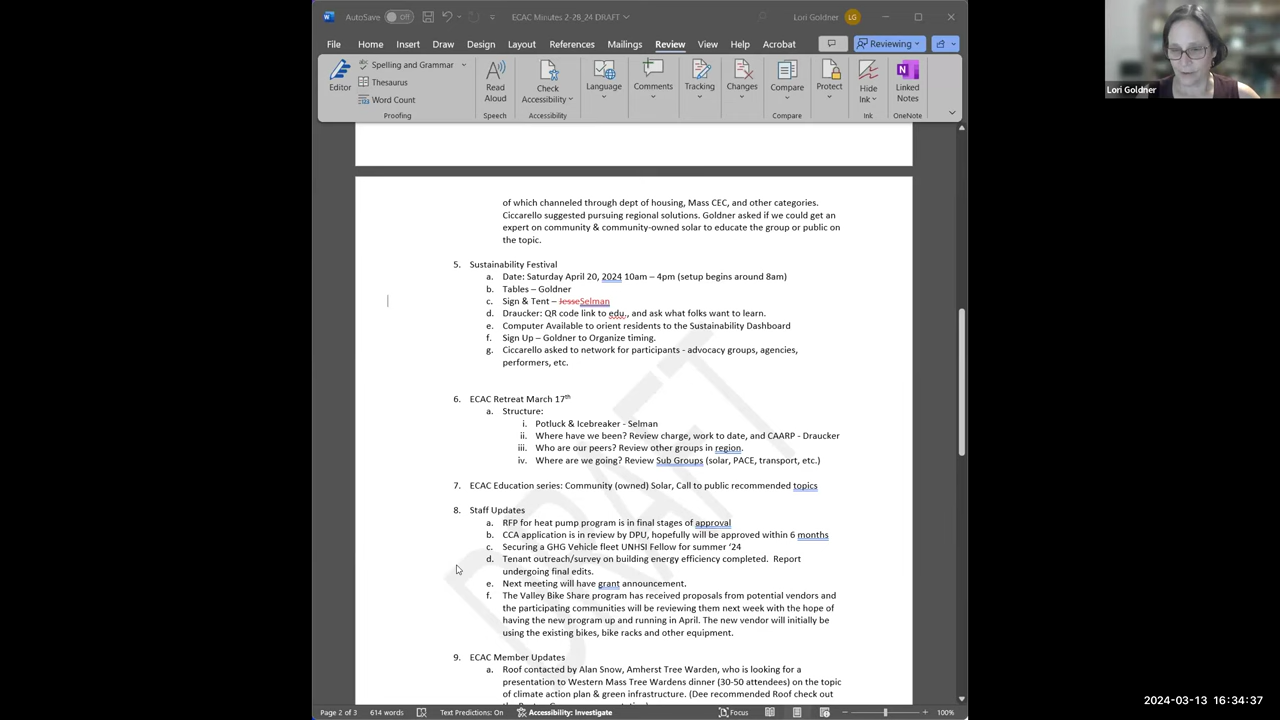 AutoSave Off ECAC Minutes 2-28_24 DRAFT Lori Goldner LG
File Home Insert Draw Design Layout References Mailings Review View Help Acrobat Reviewing
Editor Spelling and Grammar Thesaurus Word Count Read Aloud Check Accessibility Language Comments Tracking Changes Compare Protect Hide Ink Linked Notes
Proofing Speech Accessibility Compare Ink OneNote
Lori Goldner
of which channeled through dept of housing, Mass CEC, and other categories.
Ciccarello suggested pursuing regional solutions. Goldner asked if we could get an
expert on community & community-owned solar to educate the group or public on
the topic.
5. Sustainability Festival
a. Date: Saturday April 20, 2024 10am – 4pm (setup begins around 8am)
b. Tables – Goldner
c. Sign & Tent – JesseSelman
d. Draucker: QR code link to edu., and ask what folks want to learn.
e. Computer Available to orient residents to the Sustainability Dashboard
f. Sign Up – Goldner to Organize timing.
g. Ciccarello asked to network for participants - advocacy groups, agencies,
performers, etc.
6. ECAC Retreat March 17th
a. Structure:
i. Potluck & Icebreaker - Selman
ii. Where have we been? Review charge, work to date, and CAARP - Draucker
iii. Who are our peers? Review other groups in region.
iv. Where are we going? Review Sub Groups (solar, PACE, transport, etc.)
7. ECAC Education series: Community (owned) Solar, Call to public recommended topics
8. Staff Updates
a. RFP for heat pump program is in final stages of approval
b. CCA application is in review by DPU, hopefully will be approved within 6 months
c. Securing a GHG Vehicle fleet UNHSI Fellow for summer ‘24
d. Tenant outreach/survey on building energy efficiency completed. Report
undergoing final edits.
e. Next meeting will have grant announcement.
f. The Valley Bike Share program has received proposals from potential vendors and
the participating communities will be reviewing them next week with the hope of
having the new program up and running in April. The new vendor will initially be
using the existing bikes, bike racks and other equipment.
9. ECAC Member Updates
a. Roof contacted by Alan Snow, Amherst Tree Warden, who is looking for a
presentation to Western Mass Tree Wardens dinner (30-50 attendees) on the topic
of climate action plan & green infrastructure. (Dee recommended Roof check out
DRAFT
Page 2 of 3 614 words Text Predictions: On Accessibility: Investigate Focus 100%
2024-03-13 16:34:37